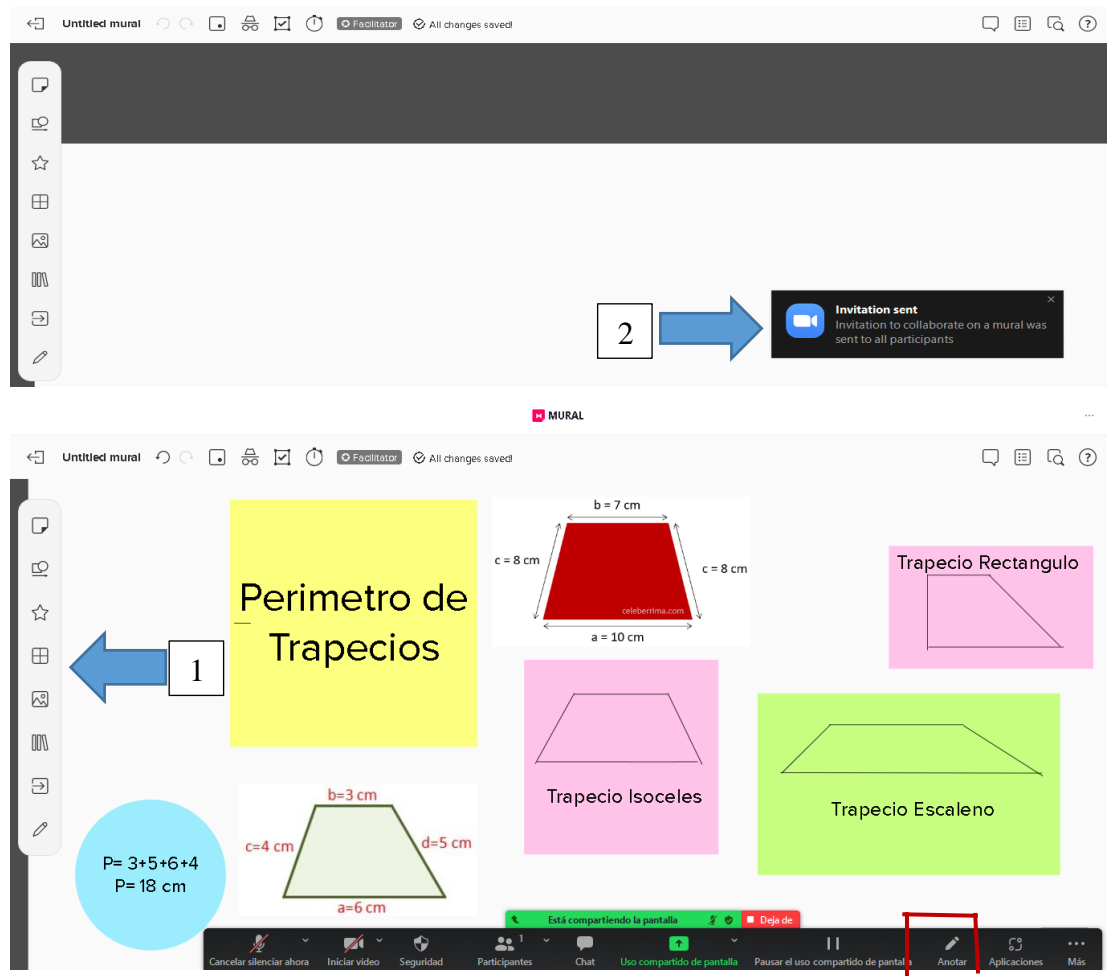 Untitled mural
Facilitator
All changes saved!
2
Invitation sent
Invitation to collaborate on a mural was
sent to all participants
MURAL
Untitled mural
Facilitator
All changes saved!
Perimetro de
Trapecios
b = 7 cm
c = 8 cm
c = 8 cm
celeberrima.com
a = 10 cm
Trapecio Rectangulo
1
Trapecio Isoceles
Trapecio Escaleno
b=3 cm
c=4 cm
d=5 cm
a=6 cm
P= 3+5+6+4
P= 18 cm
Está compartiendo la pantalla
Deja de
1
Cancelar silenciar ahora
Iniciar video
Seguridad
Participantes
Chat
Uso compartido de pantalla
Pausar el uso compartido de pantalla
Anotar
Aplicaciones
Más